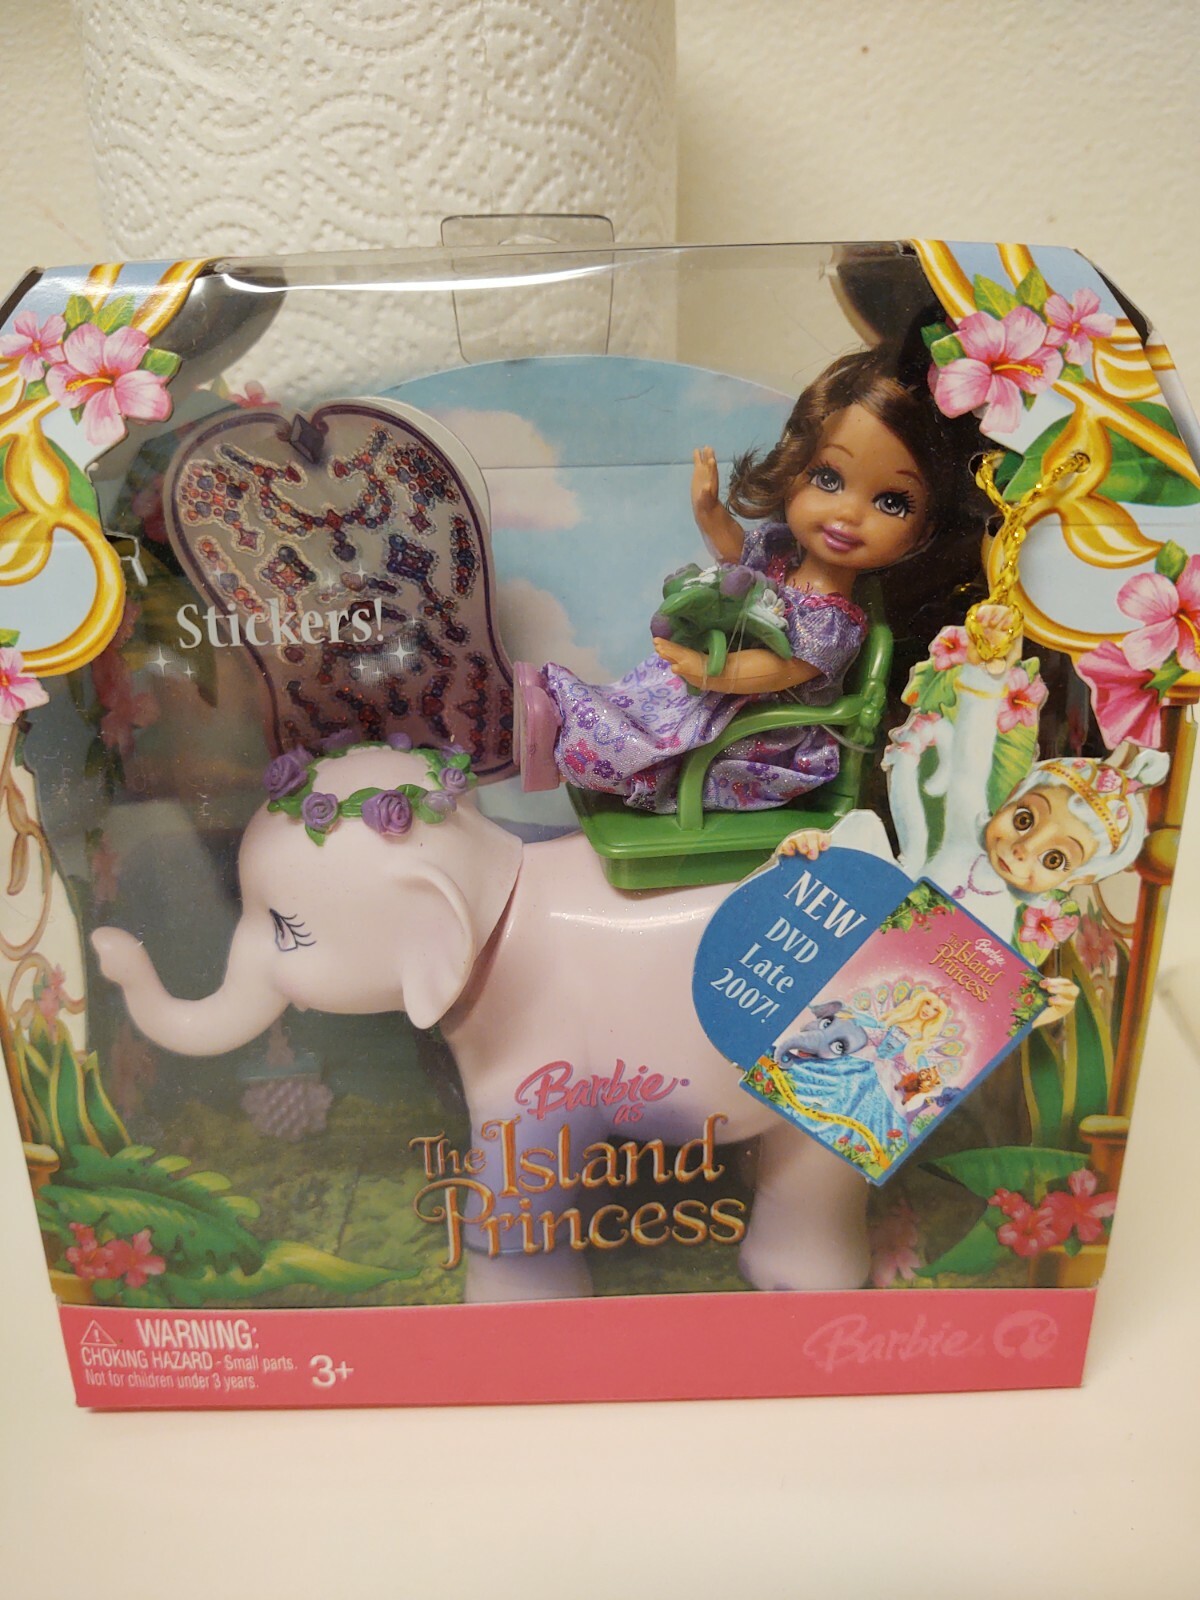 Stickers!
NEW
DVD
Late
2007!
Barbie
as
The Island
Princess
Barbie
as
The Island
Princess
WARNING:
CHOKING HAZARD - Small parts.
Not for children under 3 years.
3+
Barbie